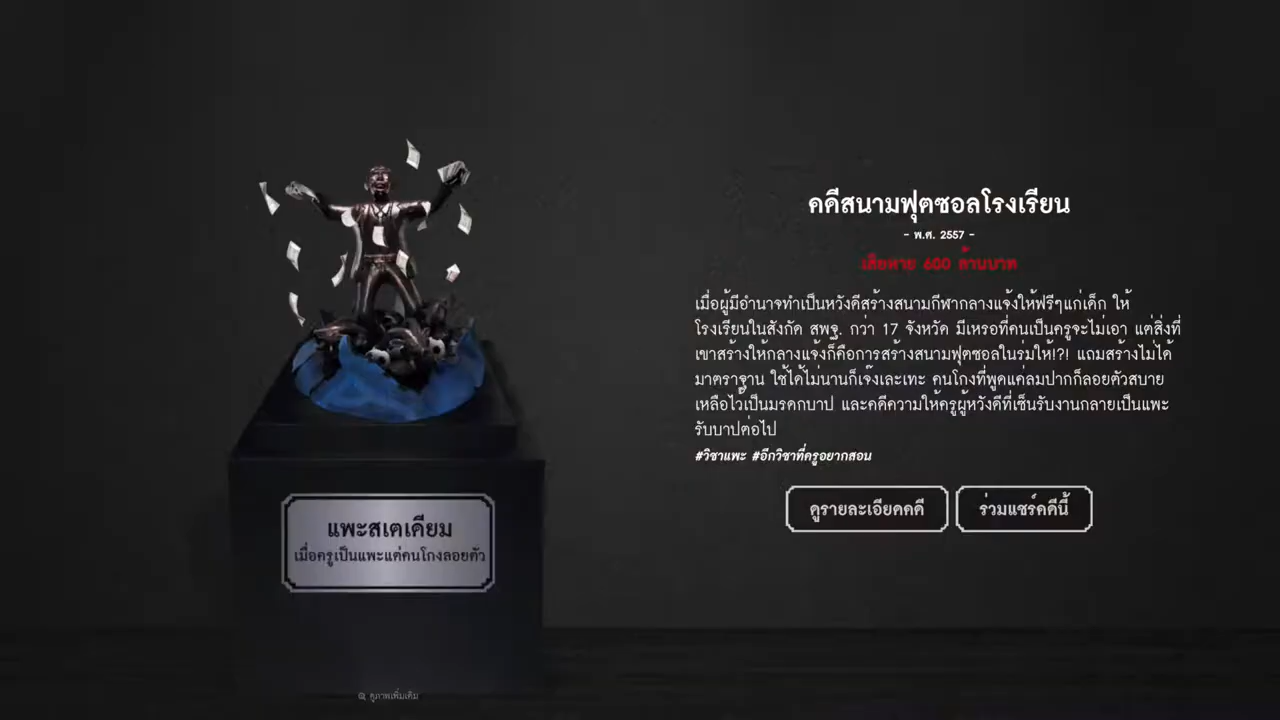 คดีสนามฟุตซอลโรงเรียน
- พ.ศ. 2557 -
เสียหาย 600 ล้านบาท
เมื่อผู้มีอำนาจทำเป็นหวังดีสร้างสนามกีฬากลางแจ้งให้ฟรีๆแก่เด็ก ให้
โรงเรียนในสังกัด สพฐ. กว่า 17 จังหวัด มีเหรอที่คนเป็นครูจะไม่เอา แต่สิ่งที่
เขาสร้างให้กลางแจ้งก็คือการสร้างสนามฟุตซอลในร่มให้!?! แถมสร้างไม่ได้
มาตราฐาน ใช้ได้ไม่นานก็เจ๊งเละเทะ คนโกงที่พูดแค่ลมปากก็ลอยตัวสบาย
เหลือไว้เป็นมรดกบาป และคดีความให้ครูผู้หวังดีที่เซ็นรับงานกลายเป็นแพะ
รับบาปต่อไป
#วิชาแพะ #อีกวิชาที่ครูอยากสอน
ดูรายละเอียดคดี
ร่วมแชร์คดีนี้
แพะสเตเดียม
เมื่อครูเป็นแพะแต่คนโกงลอยตัว
ดูภาพเพิ่มเติม